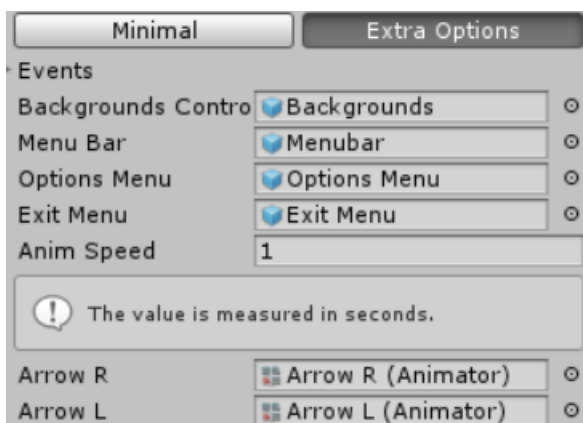 Minimal Extra Options
Events
Backgrounds Contro Backgrounds
Menu Bar Menubar
Options Menu Options Menu
Exit Menu Exit Menu
Anim Speed 1
The value is measured in seconds.
Arrow R Arrow R (Animator)
Arrow L Arrow L (Animator)